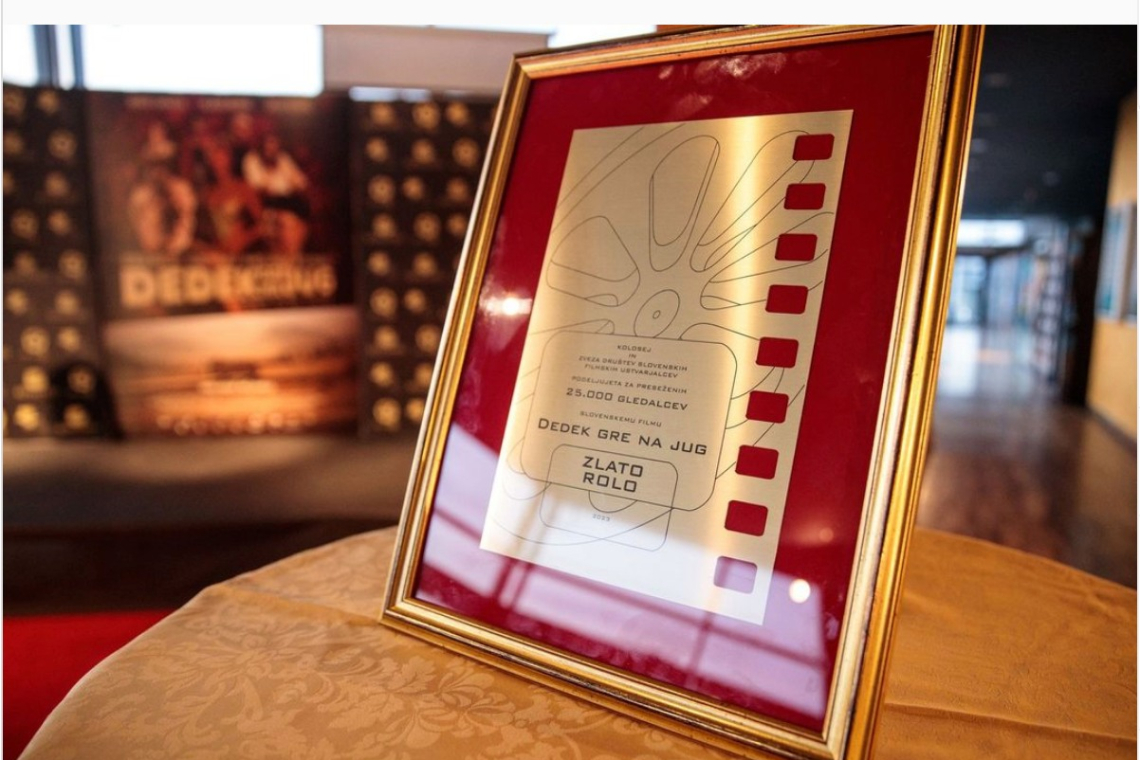 DEDEK
KOLOSEJ
IN
ZVEZA DRUŠTEV SLOVENSKIH
FILMSKIH USTVARJALCEV
PODELJUJETA ZA PRESEŽENIH
25.000 GLEDALCEV
SLOVENSKEMU FILMU
DEDEK GRE NA JUG
ZLATO
ROLO
2023